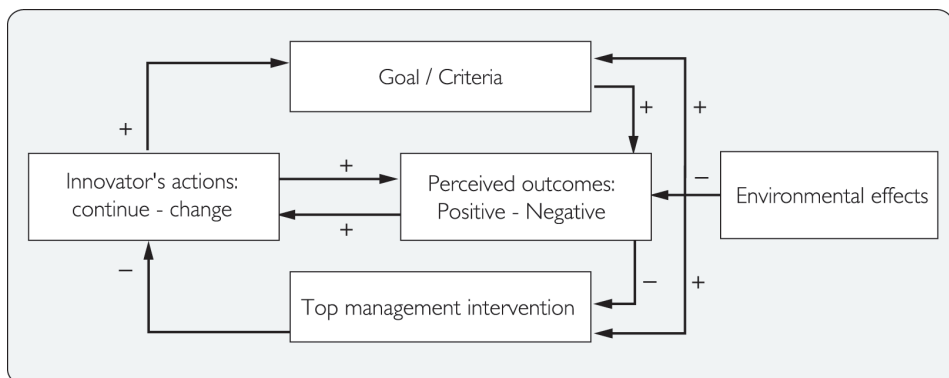 Goal / Criteria
+
+
+
Innovator's actions:
continue - change
+
+
Perceived outcomes:
Positive - Negative
−
Environmental effects
−
−
+
Top management intervention